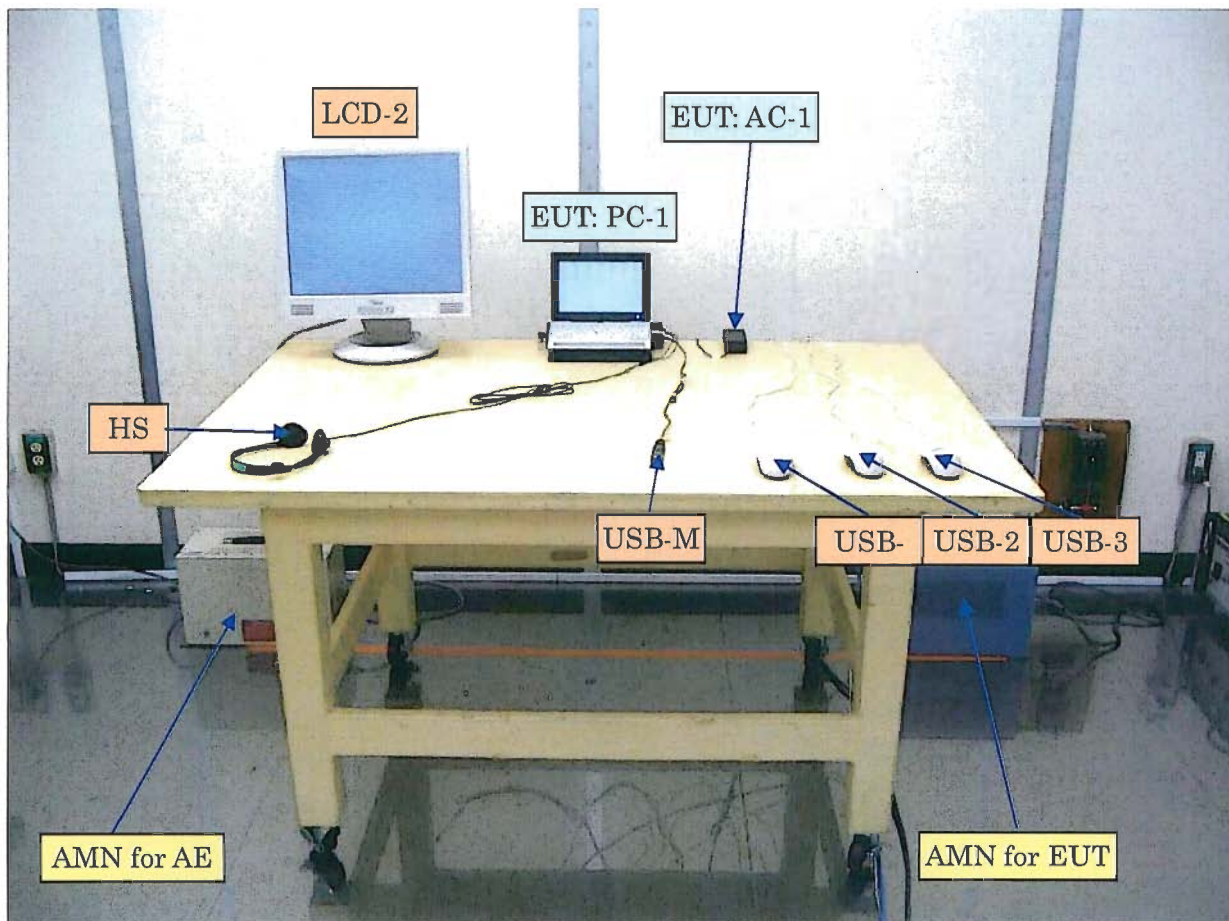 LCD-2
EUT: AC-1
EUT: PC-1
HS
USB-M
USB-
USB-2
USB-3
AMN for AE
AMN for EUT